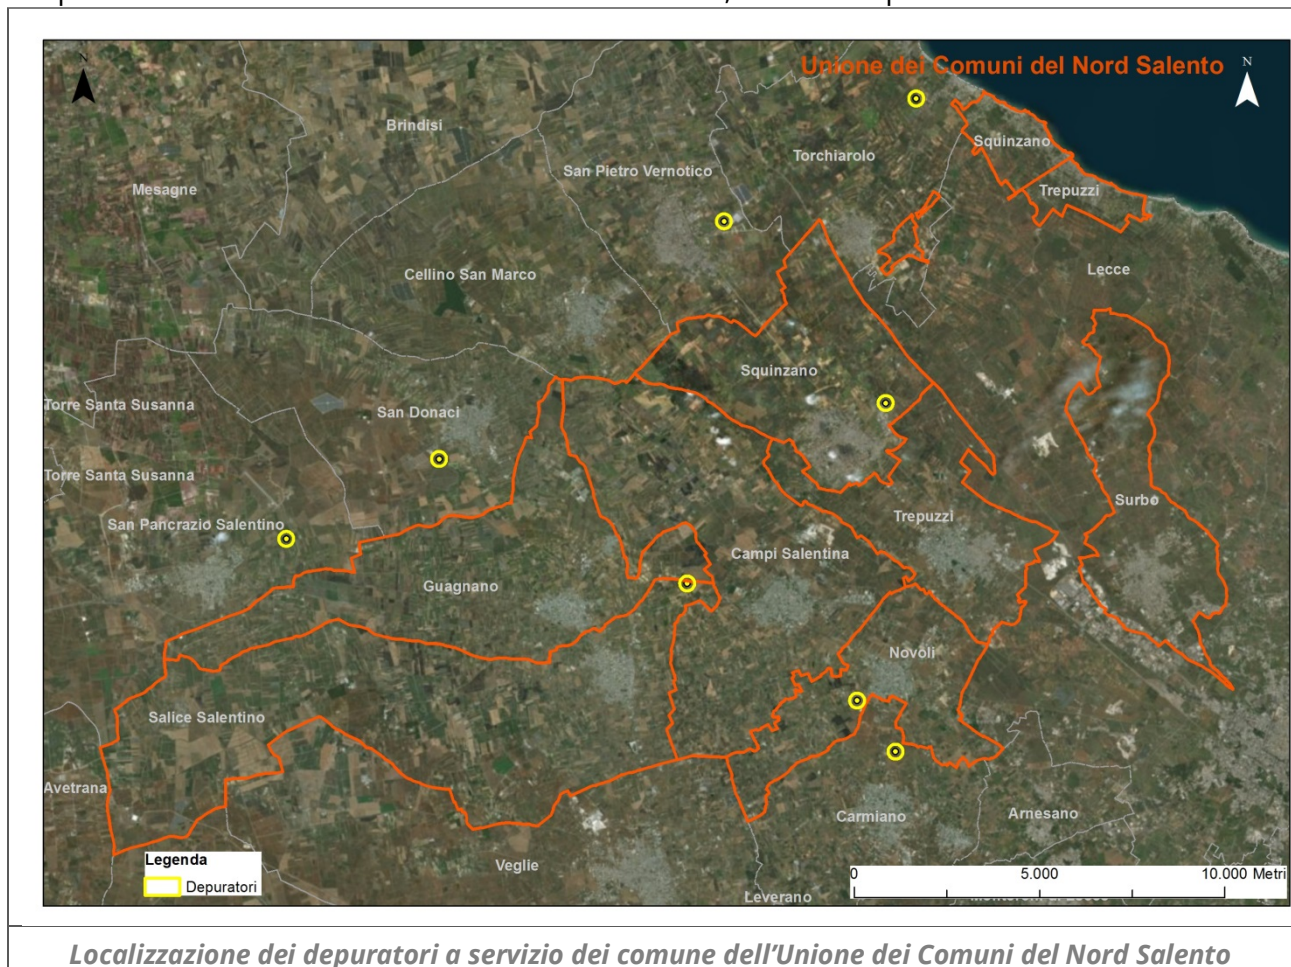 Unione dei Comuni del Nord Salento
N
N
Brindisi
Squinzano
Torchiarolo
San Pietro Vernotico
Mesagne
Trepuzzi
Cellino San Marco
Lecce
Squinzano
Torre Santa Susanna
San Donaci
Torre Santa Susanna
Surbo
San Pancrazio Salentino
Trepuzzi
Campi Salentina
Guagnano
Novoli
Salice Salentino
Avetrana
Carmiano
Arnesano
Veglie
Leverano
Legenda
Depuratori
0 5.000 10.000 Metri
Localizzazione dei depuratori a servizio dei comune dell’Unione dei Comuni del Nord Salento